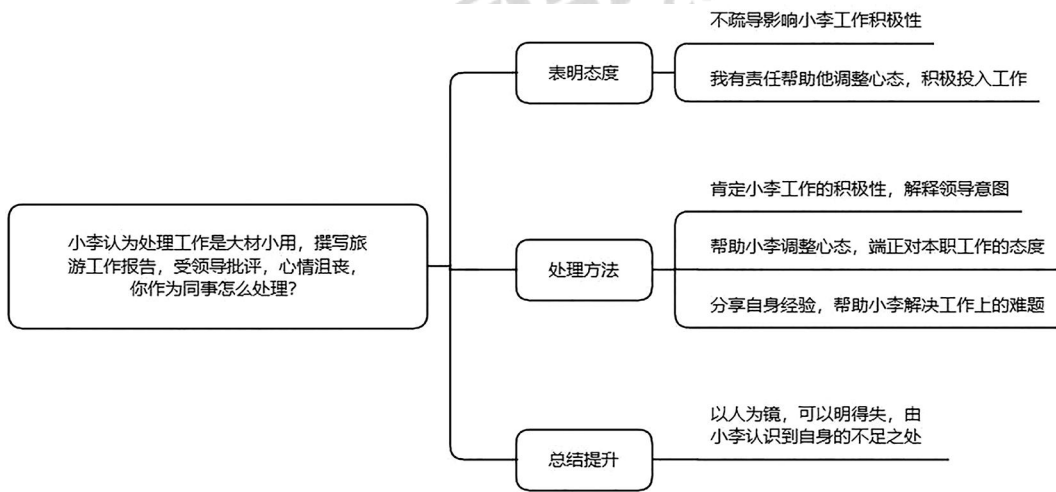 小李认为处理工作是大材小用，撰写旅
游工作报告，受领导批评，心情沮丧，
你作为同事怎么处理？
表明态度
不疏导影响小李工作积极性
我有责任帮助他调整心态，积极投入工作
处理方法
肯定小李工作的积极性，解释领导意图
帮助小李调整心态，端正对本职工作的态度
分享自身经验，帮助小李解决工作上的难题
总结提升
以人为镜，可以明得失，由
小李认识到自身的不足之处